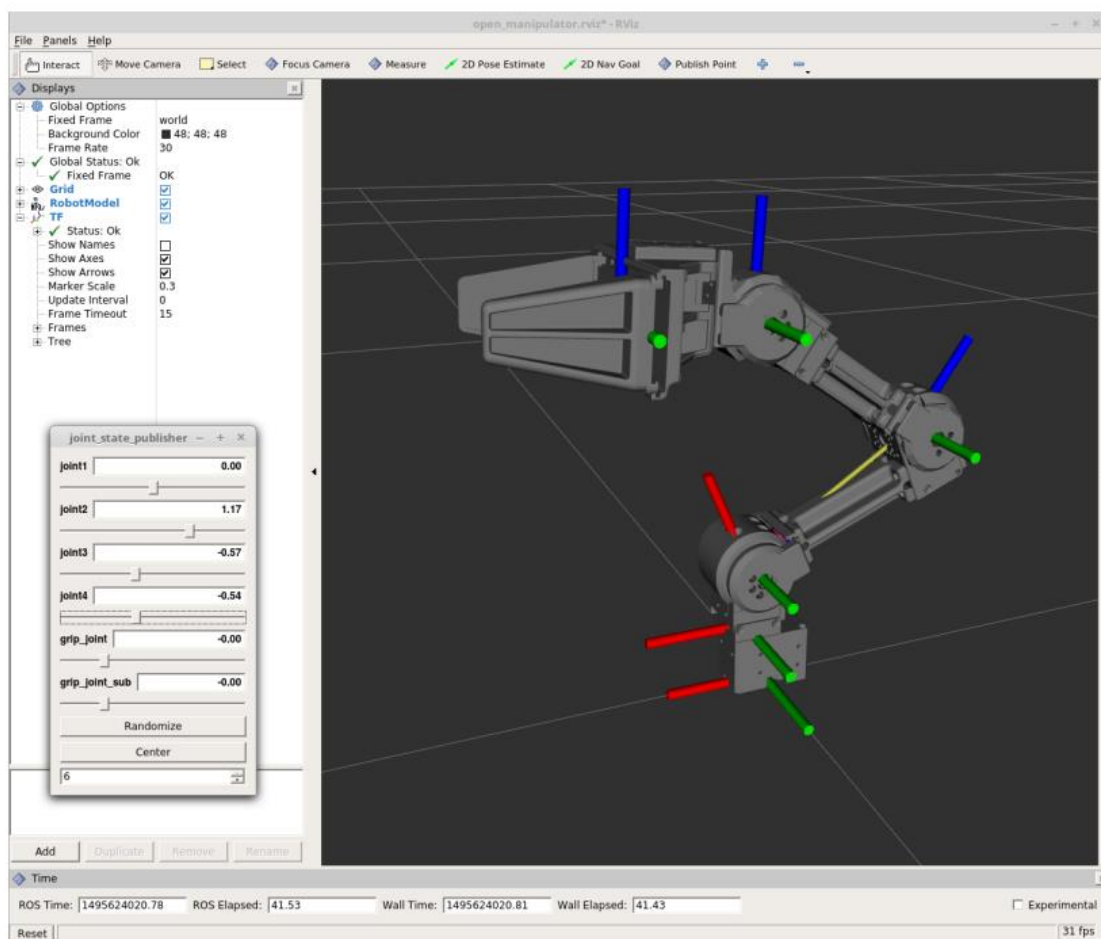 open_manipulator.rviz* - RViz
File Panels Help
Interact Move Camera Select Focus Camera Measure 2D Pose Estimate 2D Nav Goal Publish Point
Displays
Global Options
Fixed Frame world
Background Color 48; 48; 48
Frame Rate 30
Global Status: Ok
Fixed Frame OK
Grid
RobotModel
TF
Status: Ok
Show Names
Show Axes
Show Arrows
Marker Scale 0.3
Update Interval 0
Frame Timeout 15
Frames
Tree
joint_state_publisher
joint1 0.00
joint2 1.17
joint3 -0.57
joint4 -0.54
grip_joint -0.00
grip_joint_sub -0.00
Randomize
Center
6
Add Duplicate Remove Rename
Time
ROS Time: 1495624020.78 ROS Elapsed: 41.53 Wall Time: 1495624020.81 Wall Elapsed: 41.43 Experimental
Reset 31 fps